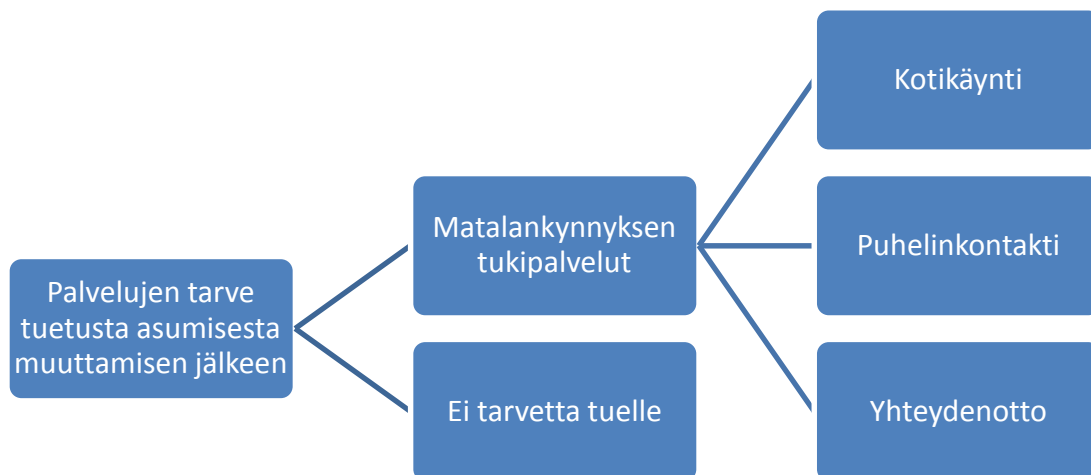 Palvelujen tarve
tuetusta asumisesta
muuttamisen jälkeen
Matalankynnyksen
tukipalvelut
Ei tarvetta tuelle
Kotikäynti
Puhelinkontakti
Yhteydenotto